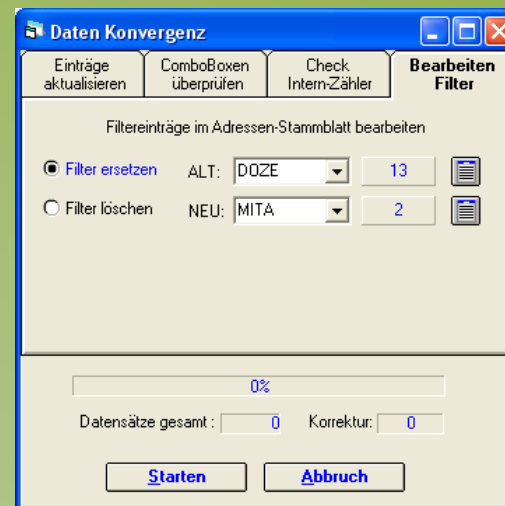 Daten Konvergenz
Einträge aktualisieren
ComboBoxen überprüfen
Check Intern-Zähler
Bearbeiten Filter
Filtereinträge im Adressen-Stammblatt bearbeiten
Filter ersetzen ALT: DOZE 13
Filter löschen NEU: MITA 2
0%
Datensätze gesamt : 0 Korrektur: 0
Starten Abbruch